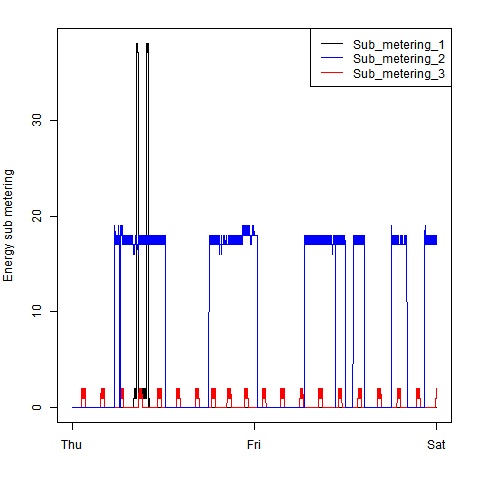 Sub_metering_1
Sub_metering_2
Sub_metering_3
Energy sub metering
30
20
10
0
Thu Fri Sat